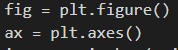 fig = plt.figure()
ax = plt.axes()